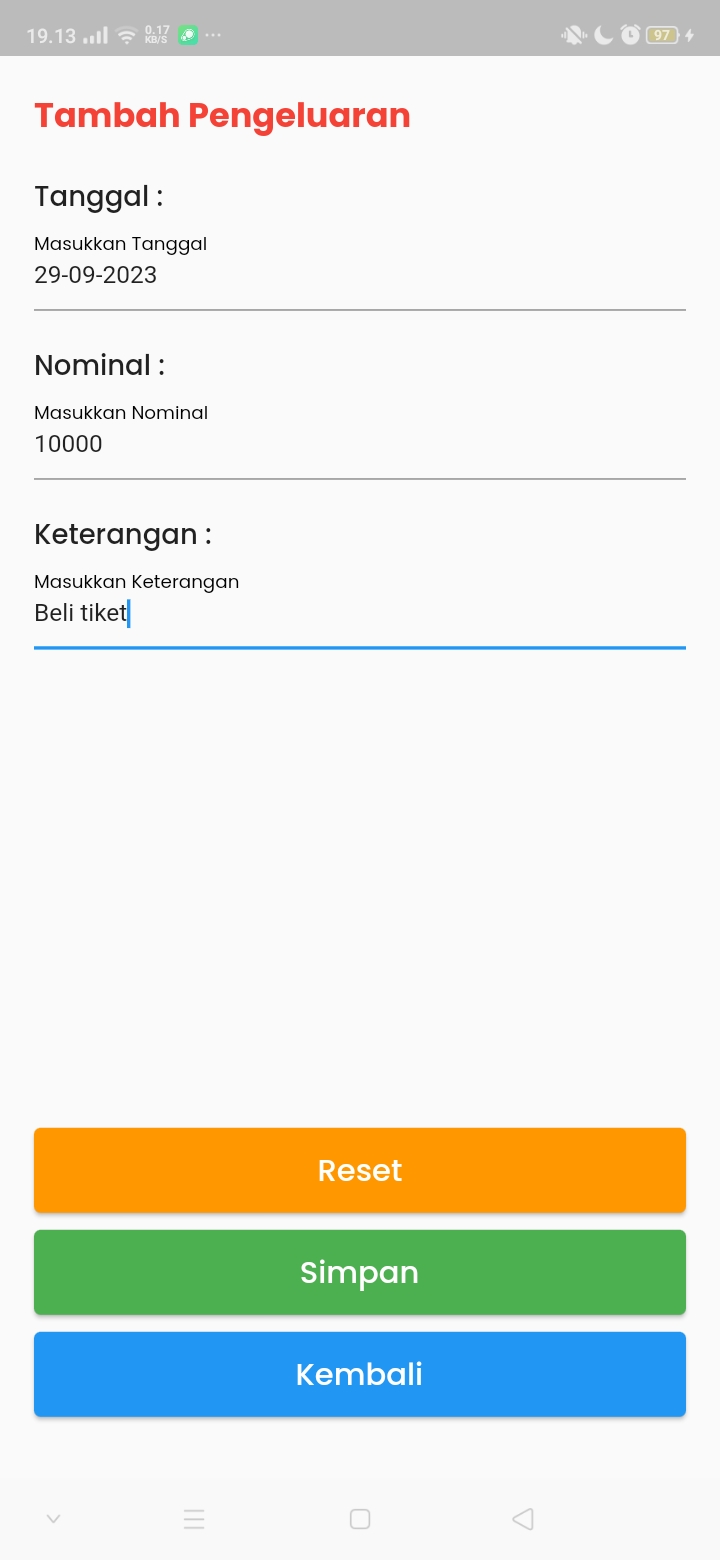 19.13 0.17 KB/S ... 97
Tambah Pengeluaran
Tanggal :
Masukkan Tanggal
29-09-2023
Nominal :
Masukkan Nominal
10000
Keterangan :
Masukkan Keterangan
Beli tiket
Reset
Simpan
Kembali